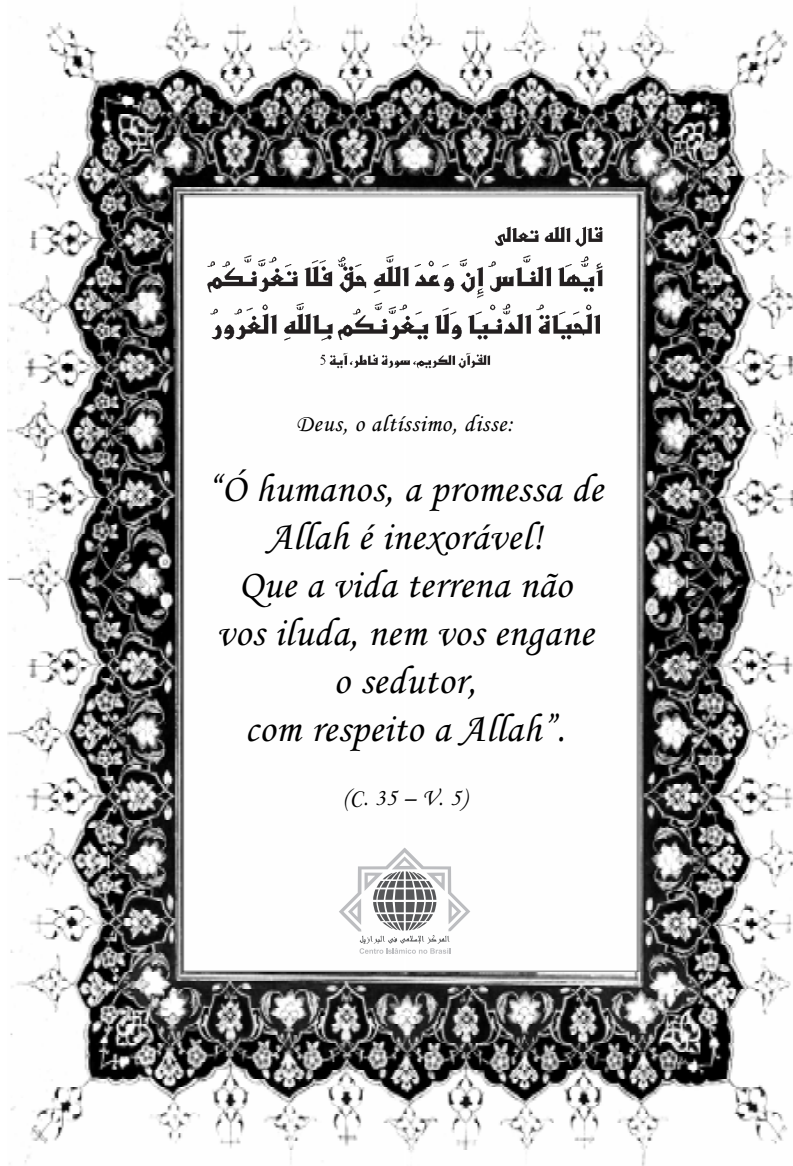 قال الله تعالى
أَيُّهَا النَّاسُ إِنَّ وَعْدَ اللَّهِ حَقٌّ فَلَا تَغُرَّنَّكُمُ
الْحَيَاةُ الدُّنْيَا وَلَا يَغُرَّنَّكُم بِاللَّهِ الْغَرُورُ
القرآن الكريم، سورة فاطر، آية 5
Deus, o altíssimo, disse:
“Ó humanos, a promessa de
Allah é inexorável!
Que a vida terrena não
vos iluda, nem vos engane
o sedutor,
com respeito a Allah”.
(C. 35 – V. 5)
المركز الإسلامي في البرازيل
Centro Islâmico no Brasil